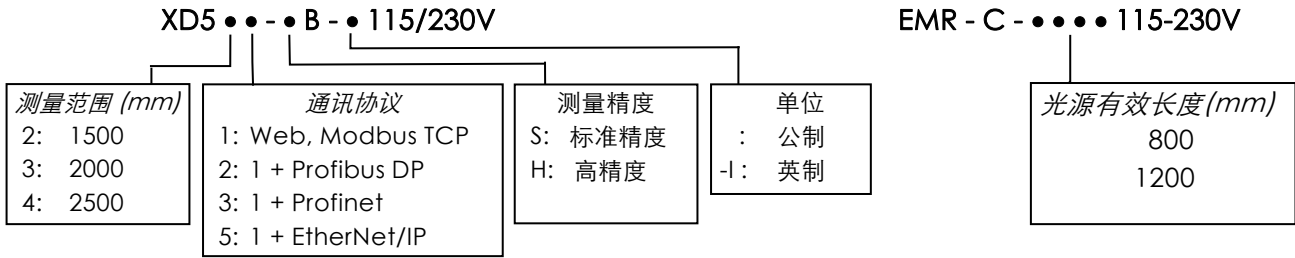 XD5 ● ● - ● B - ● 115/230V
EMR - C - ● ● ● ● 115-230V
测量范围 (mm)
2: 1500
3: 2000
4: 2500
通讯协议
1: Web, Modbus TCP
2: 1 + Profibus DP
3: 1 + Profinet
5: 1 + EtherNet/IP
测量精度
S: 标准精度
H: 高精度
单位
: 公制
-I : 英制
光源有效长度(mm)
800
1200